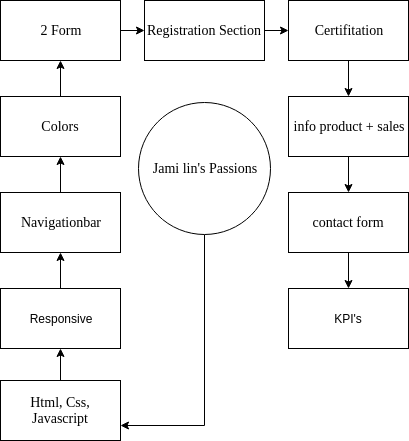 2 Form
Registration Section
Certifitation
Colors
info product + sales
Jami lin's Passions
Navigationbar
contact form
Responsive
KPI's
Html, Css,
Javascript